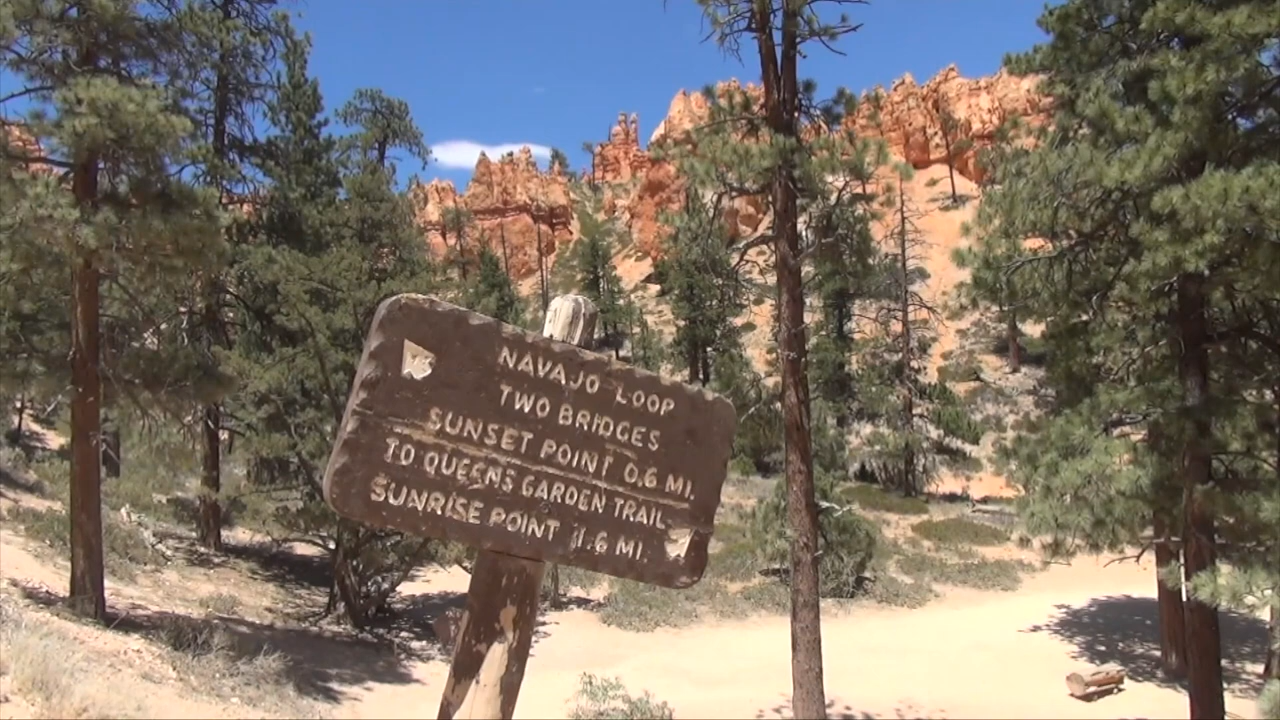 NAVAJO LOOP
TWO BRIDGES
SUNSET POINT 0.6 MI.
TO QUEENS GARDEN TRAIL
SUNRISE POINT 1.6 MI.